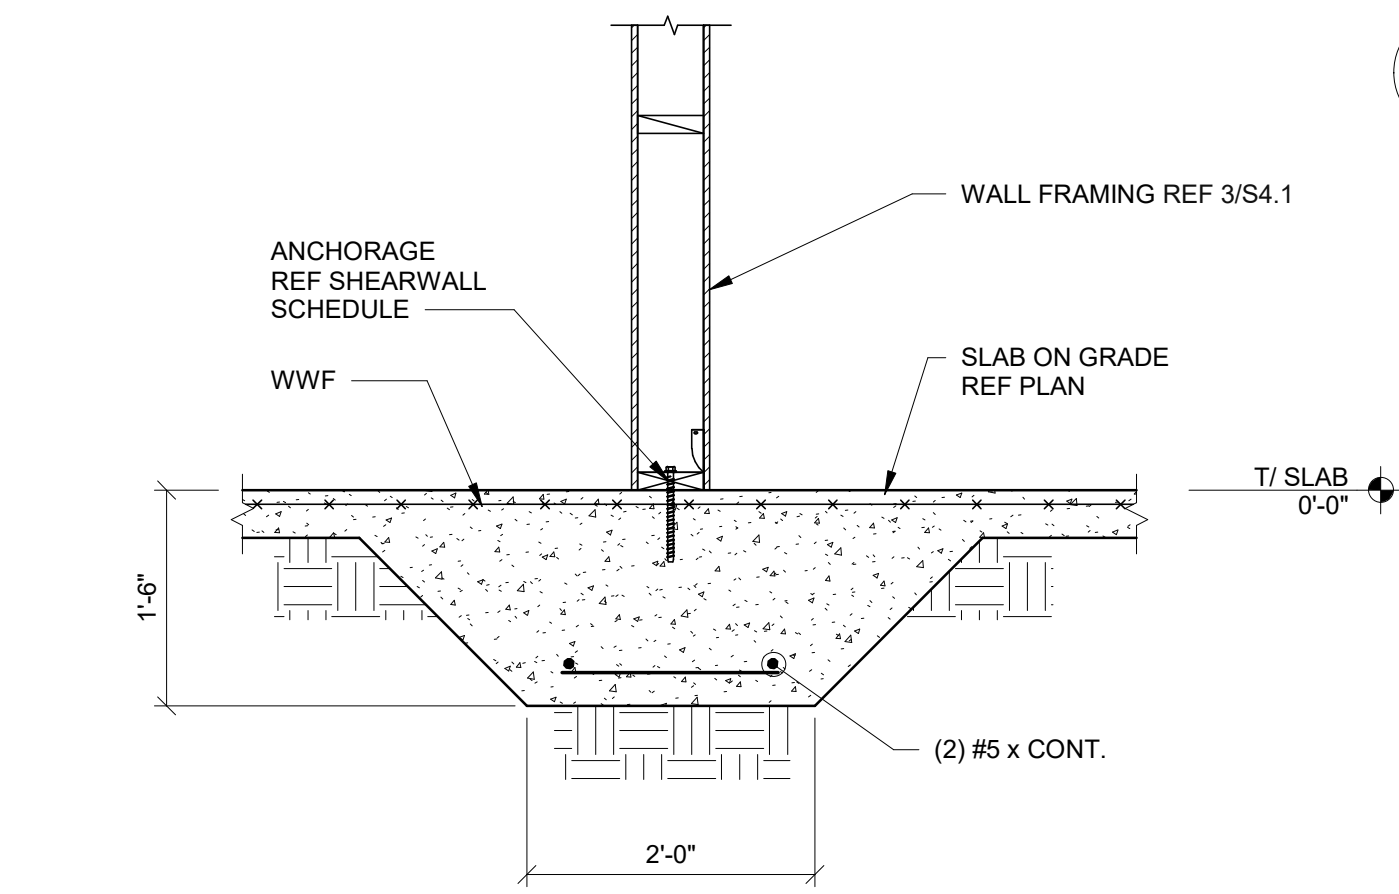 WALL FRAMING REF 3/S4.1
ANCHORAGE
REF SHEARWALL
SCHEDULE
WWF
SLAB ON GRADE
REF PLAN
T/ SLAB
0'-0"
1'-6"
(2) #5 x CONT.
2'-0"